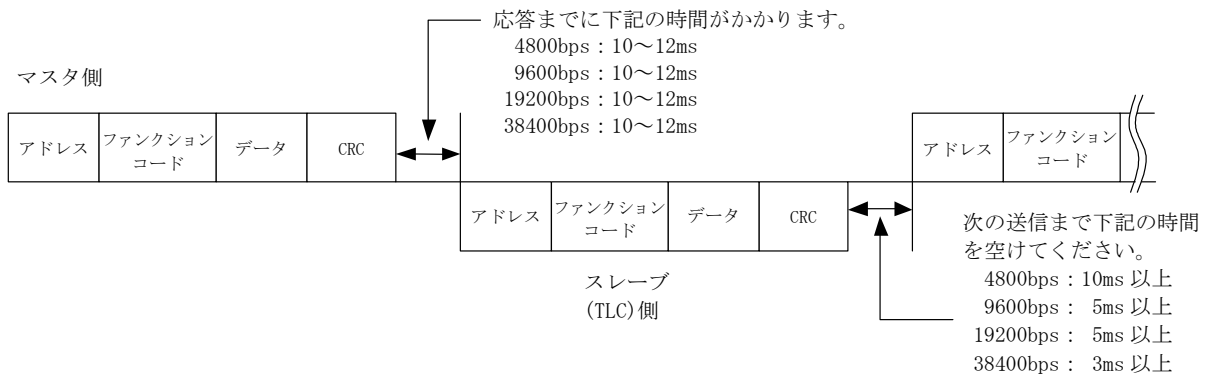 応答までに下記の時間がかかります。
4800bps：10～12ms
9600bps：10～12ms
19200bps：10～12ms
38400bps：10～12ms
マスタ側
アドレス
ファンクション
コード
データ
CRC
アドレス
ファンクション
コード
アドレス
ファンクション
コード
データ
CRC
スレーブ
(TLC)側
次の送信まで下記の時間
を空けてください。
4800bps：10ms 以上
9600bps： 5ms 以上
19200bps： 5ms 以上
38400bps： 3ms 以上